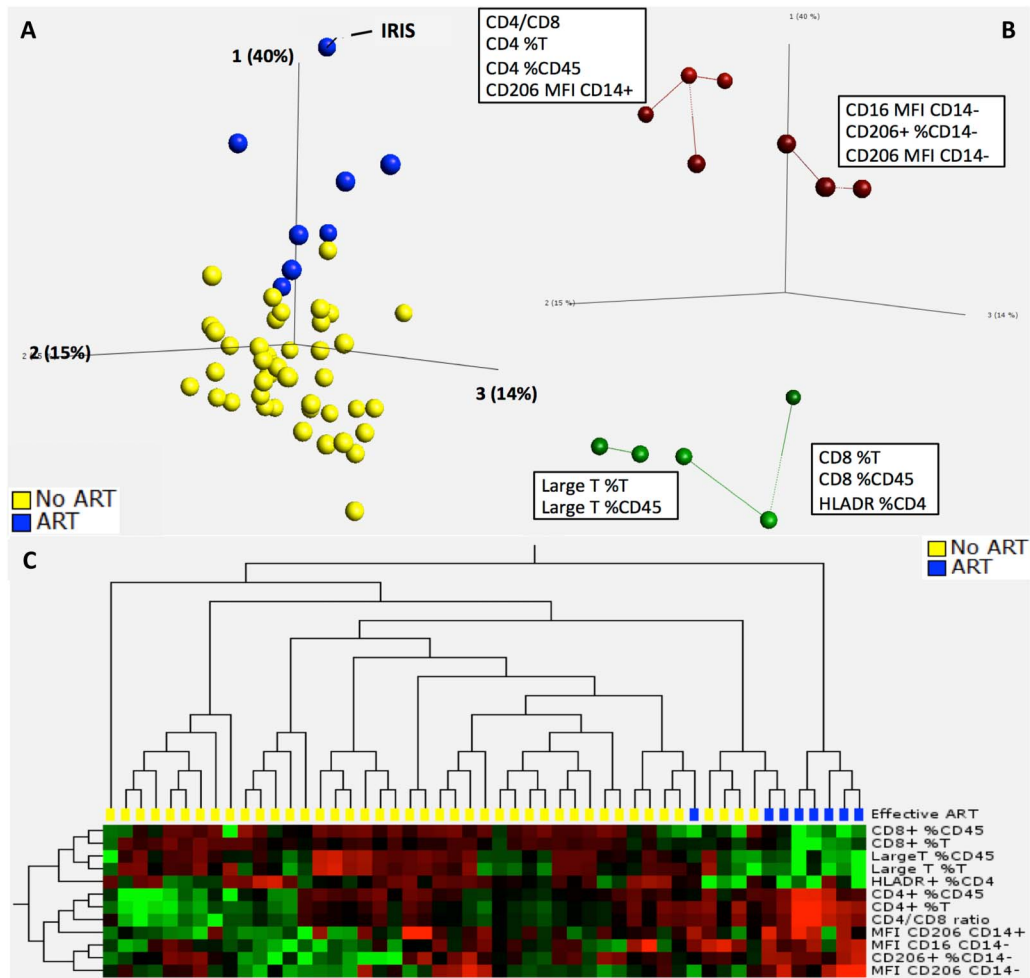 A
IRIS
1 (40%)
2 (15%)
3 (14%)
No ART
ART
CD4/CD8
CD4 %T
CD4 %CD45
CD206 MFI CD14+
B
1 (40 %)
CD16 MFI CD14-
CD206+ %CD14-
CD206 MFI CD14-
2 (15 %)
3 (14 %)
Large T %T
Large T %CD45
CD8 %T
CD8 %CD45
HLADR %CD4
C
No ART
ART
Effective ART
CD8+ %CD45
CD8+ %T
LargeT %CD45
Large T %T
HLADR+ %CD4
CD4+ %CD45
CD4+ %T
CD4/CD8 ratio
MFI CD206 CD14+
MFI CD16 CD14-
CD206+ %CD14-
MFI CD206 CD14-